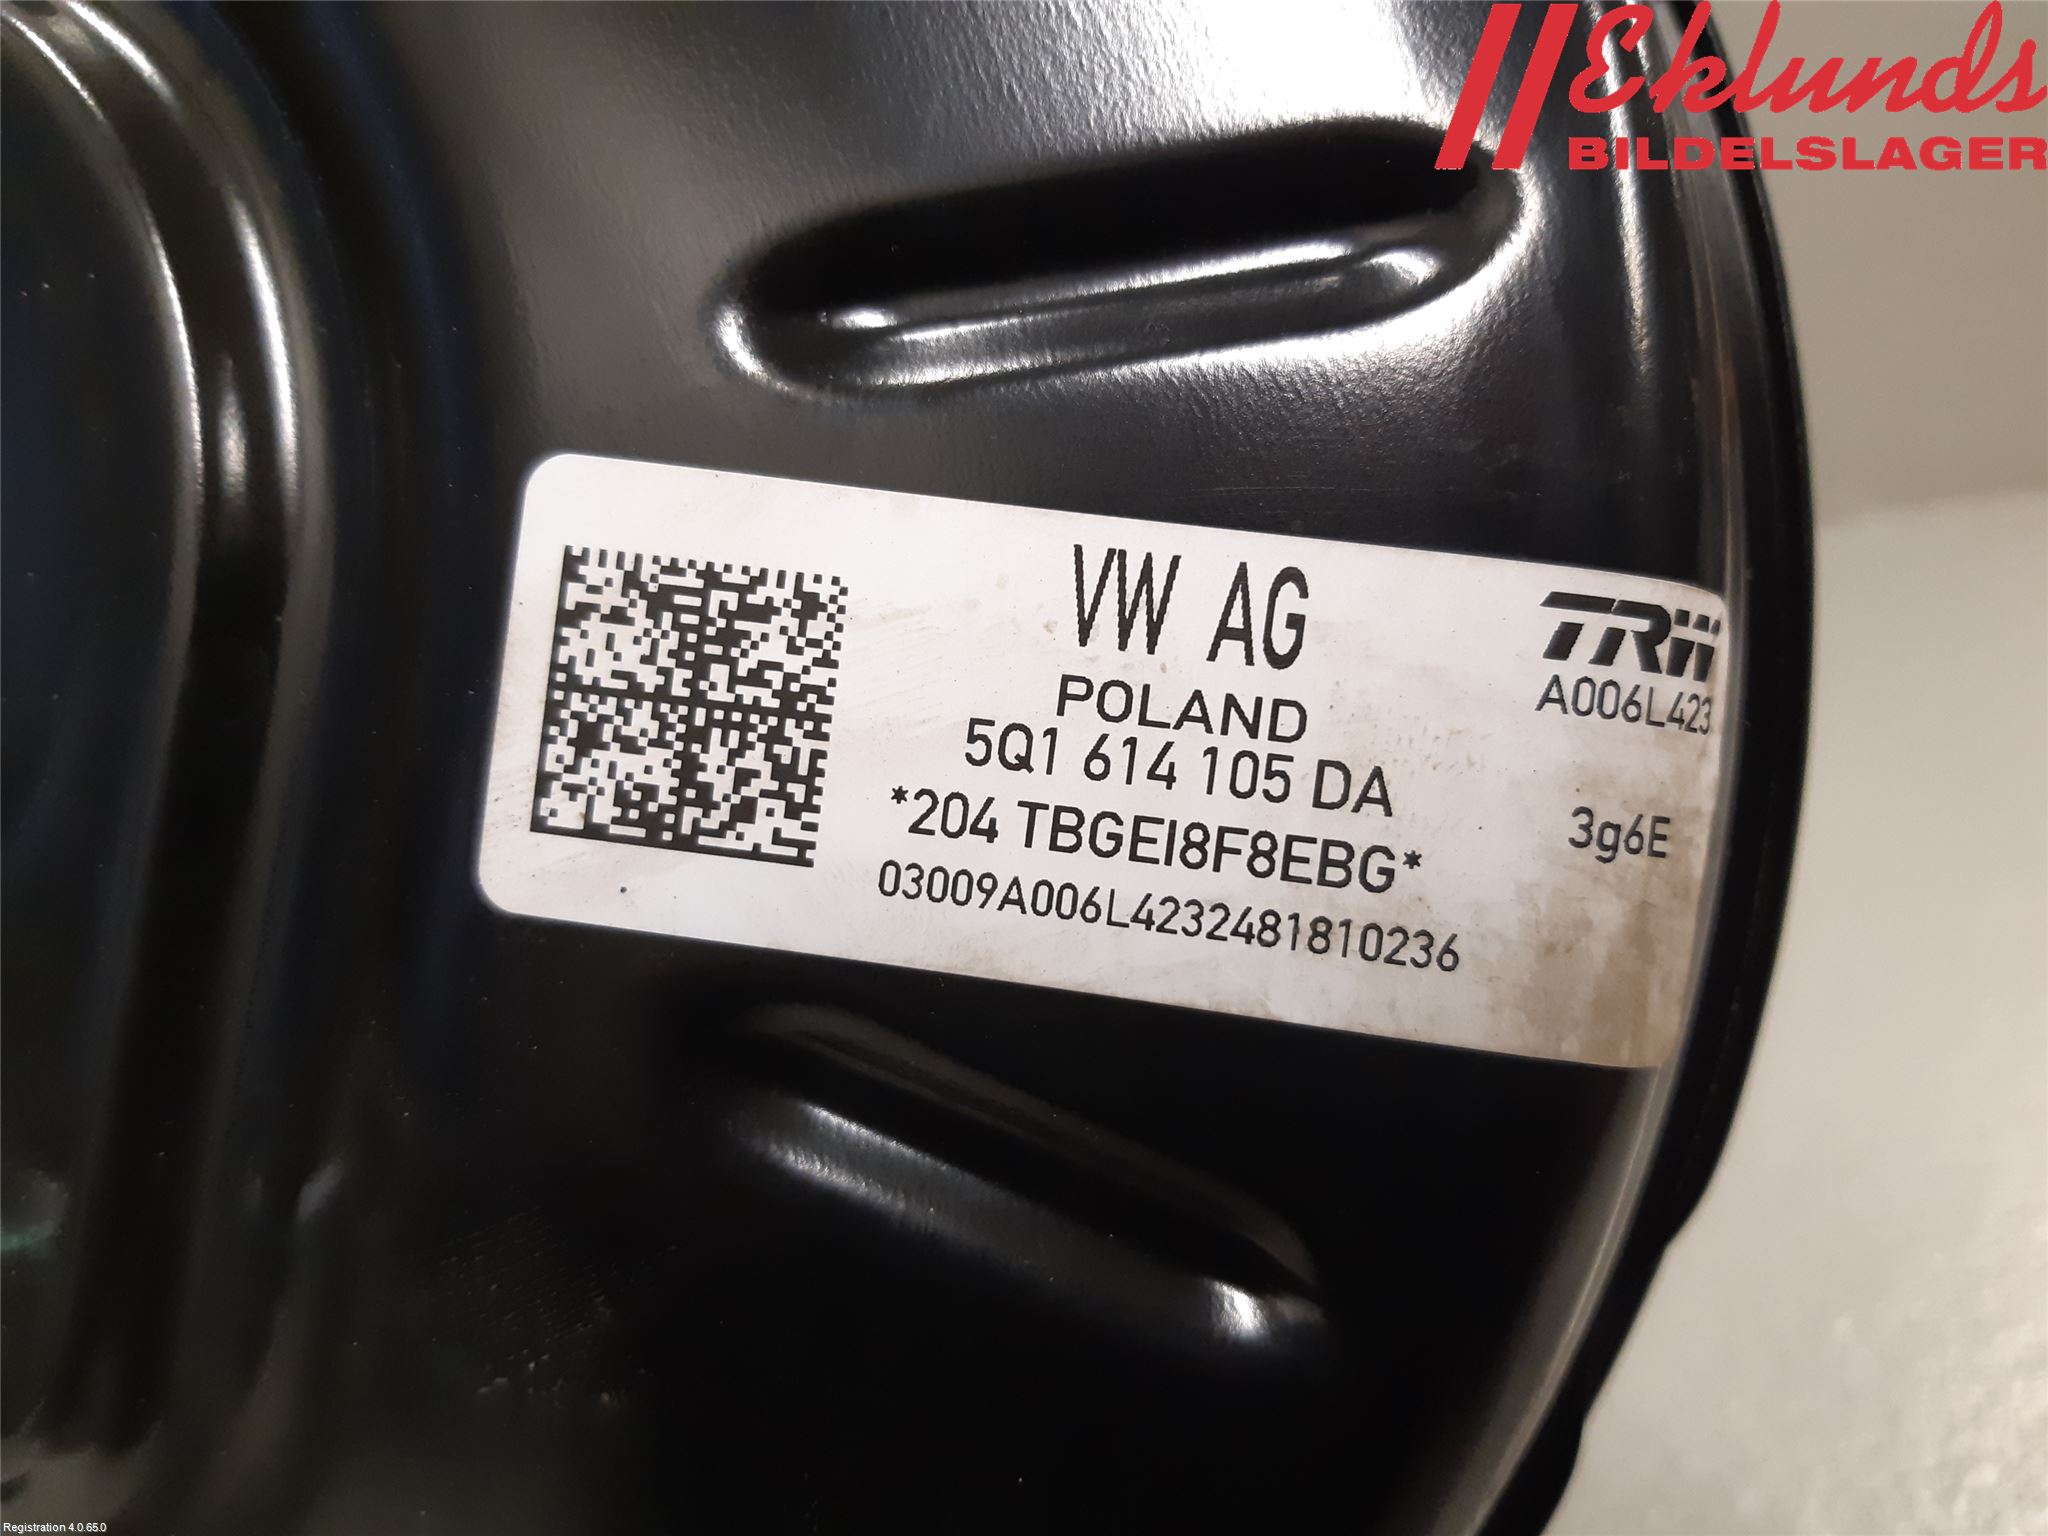 Eklunds
BILDELSLAGER
VW AG
POLAND
5Q1 614 105 DA
*204 TBGEI8F8EBG*
03009A006L4232481810236
TRW
A006L423
3g6E
Registration 4.0.65.0